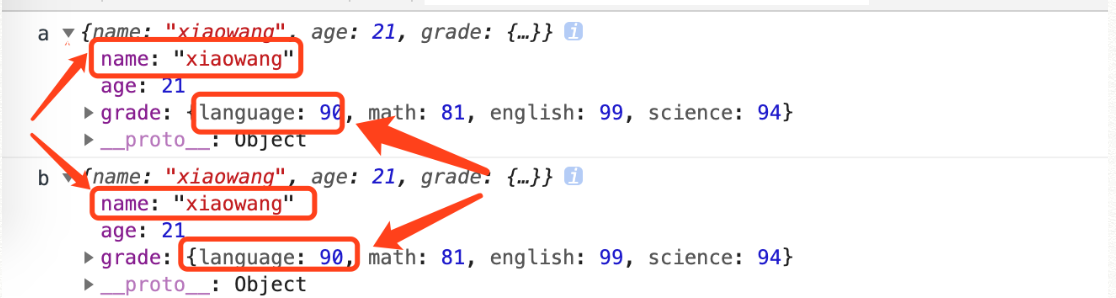 a ▼ {name: "xiaowang", age: 21, grade: {…}} i
name: "xiaowang"
age: 21
▶ grade: {language: 90, math: 81, english: 99, science: 94}
▶ __proto__: Object
b ▼ {name: "xiaowang", age: 21, grade: {…}} i
name: "xiaowang"
age: 21
▶ grade: {language: 90, math: 81, english: 99, science: 94}
▶ __proto__: Object